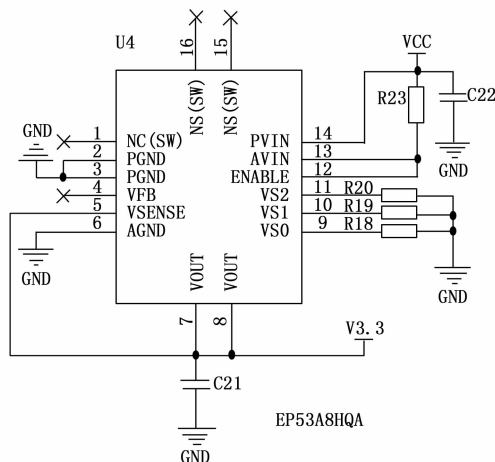 U4
16
15
VCC
NS(SW)
NS(SW)
R23
C22
GND
1
NC(SW)
PVIN
14
2
PGND
AVIN
13
GND
3
PGND
ENABLE
12
4
VFB
VS2
11
R20
5
VSENSE
VS1
10
R19
6
AGND
VS0
9
R18
GND
VOUT
VOUT
GND
7
8
V3.3
C21
EP53A8HQA
GND